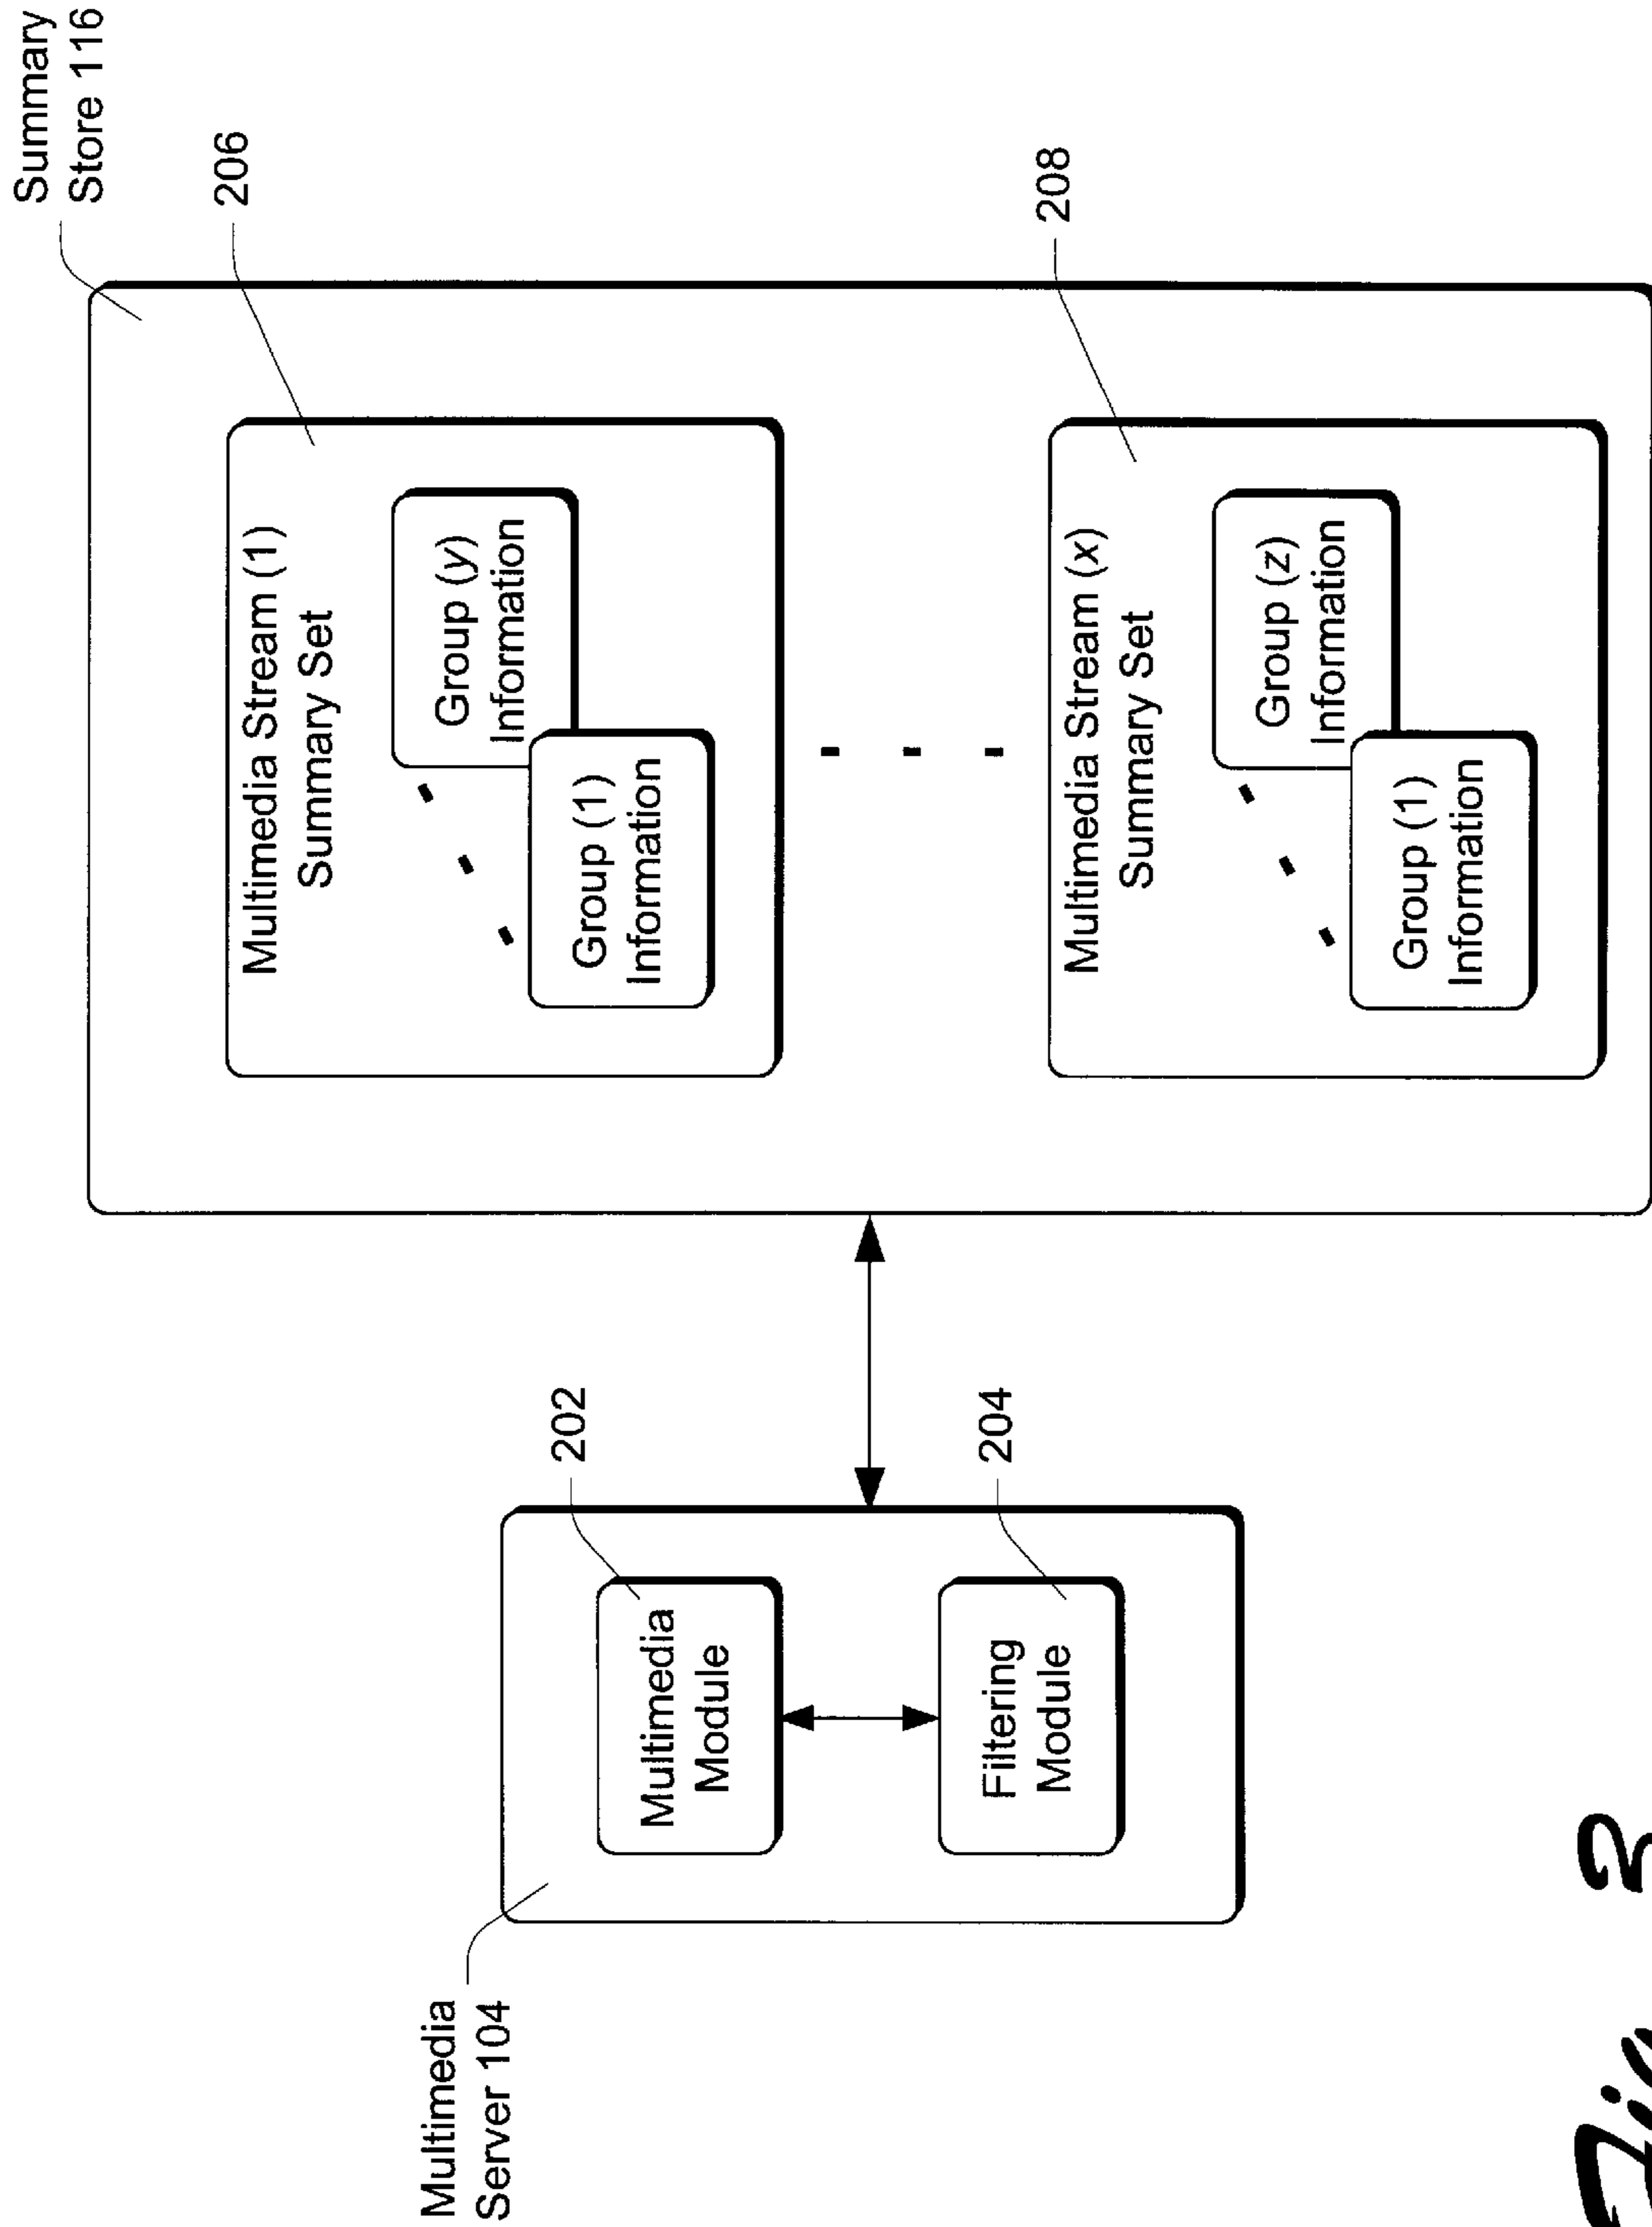 Summary
Store 116
206
Multimedia Stream (1)
Summary Set
Group (y)
Information
Group (1)
Information
Multimedia
Server 104
202
Multimedia
Module
204
Filtering
Module
208
Multimedia Stream (x)
Summary Set
Group (z)
Information
Group (1)
Information